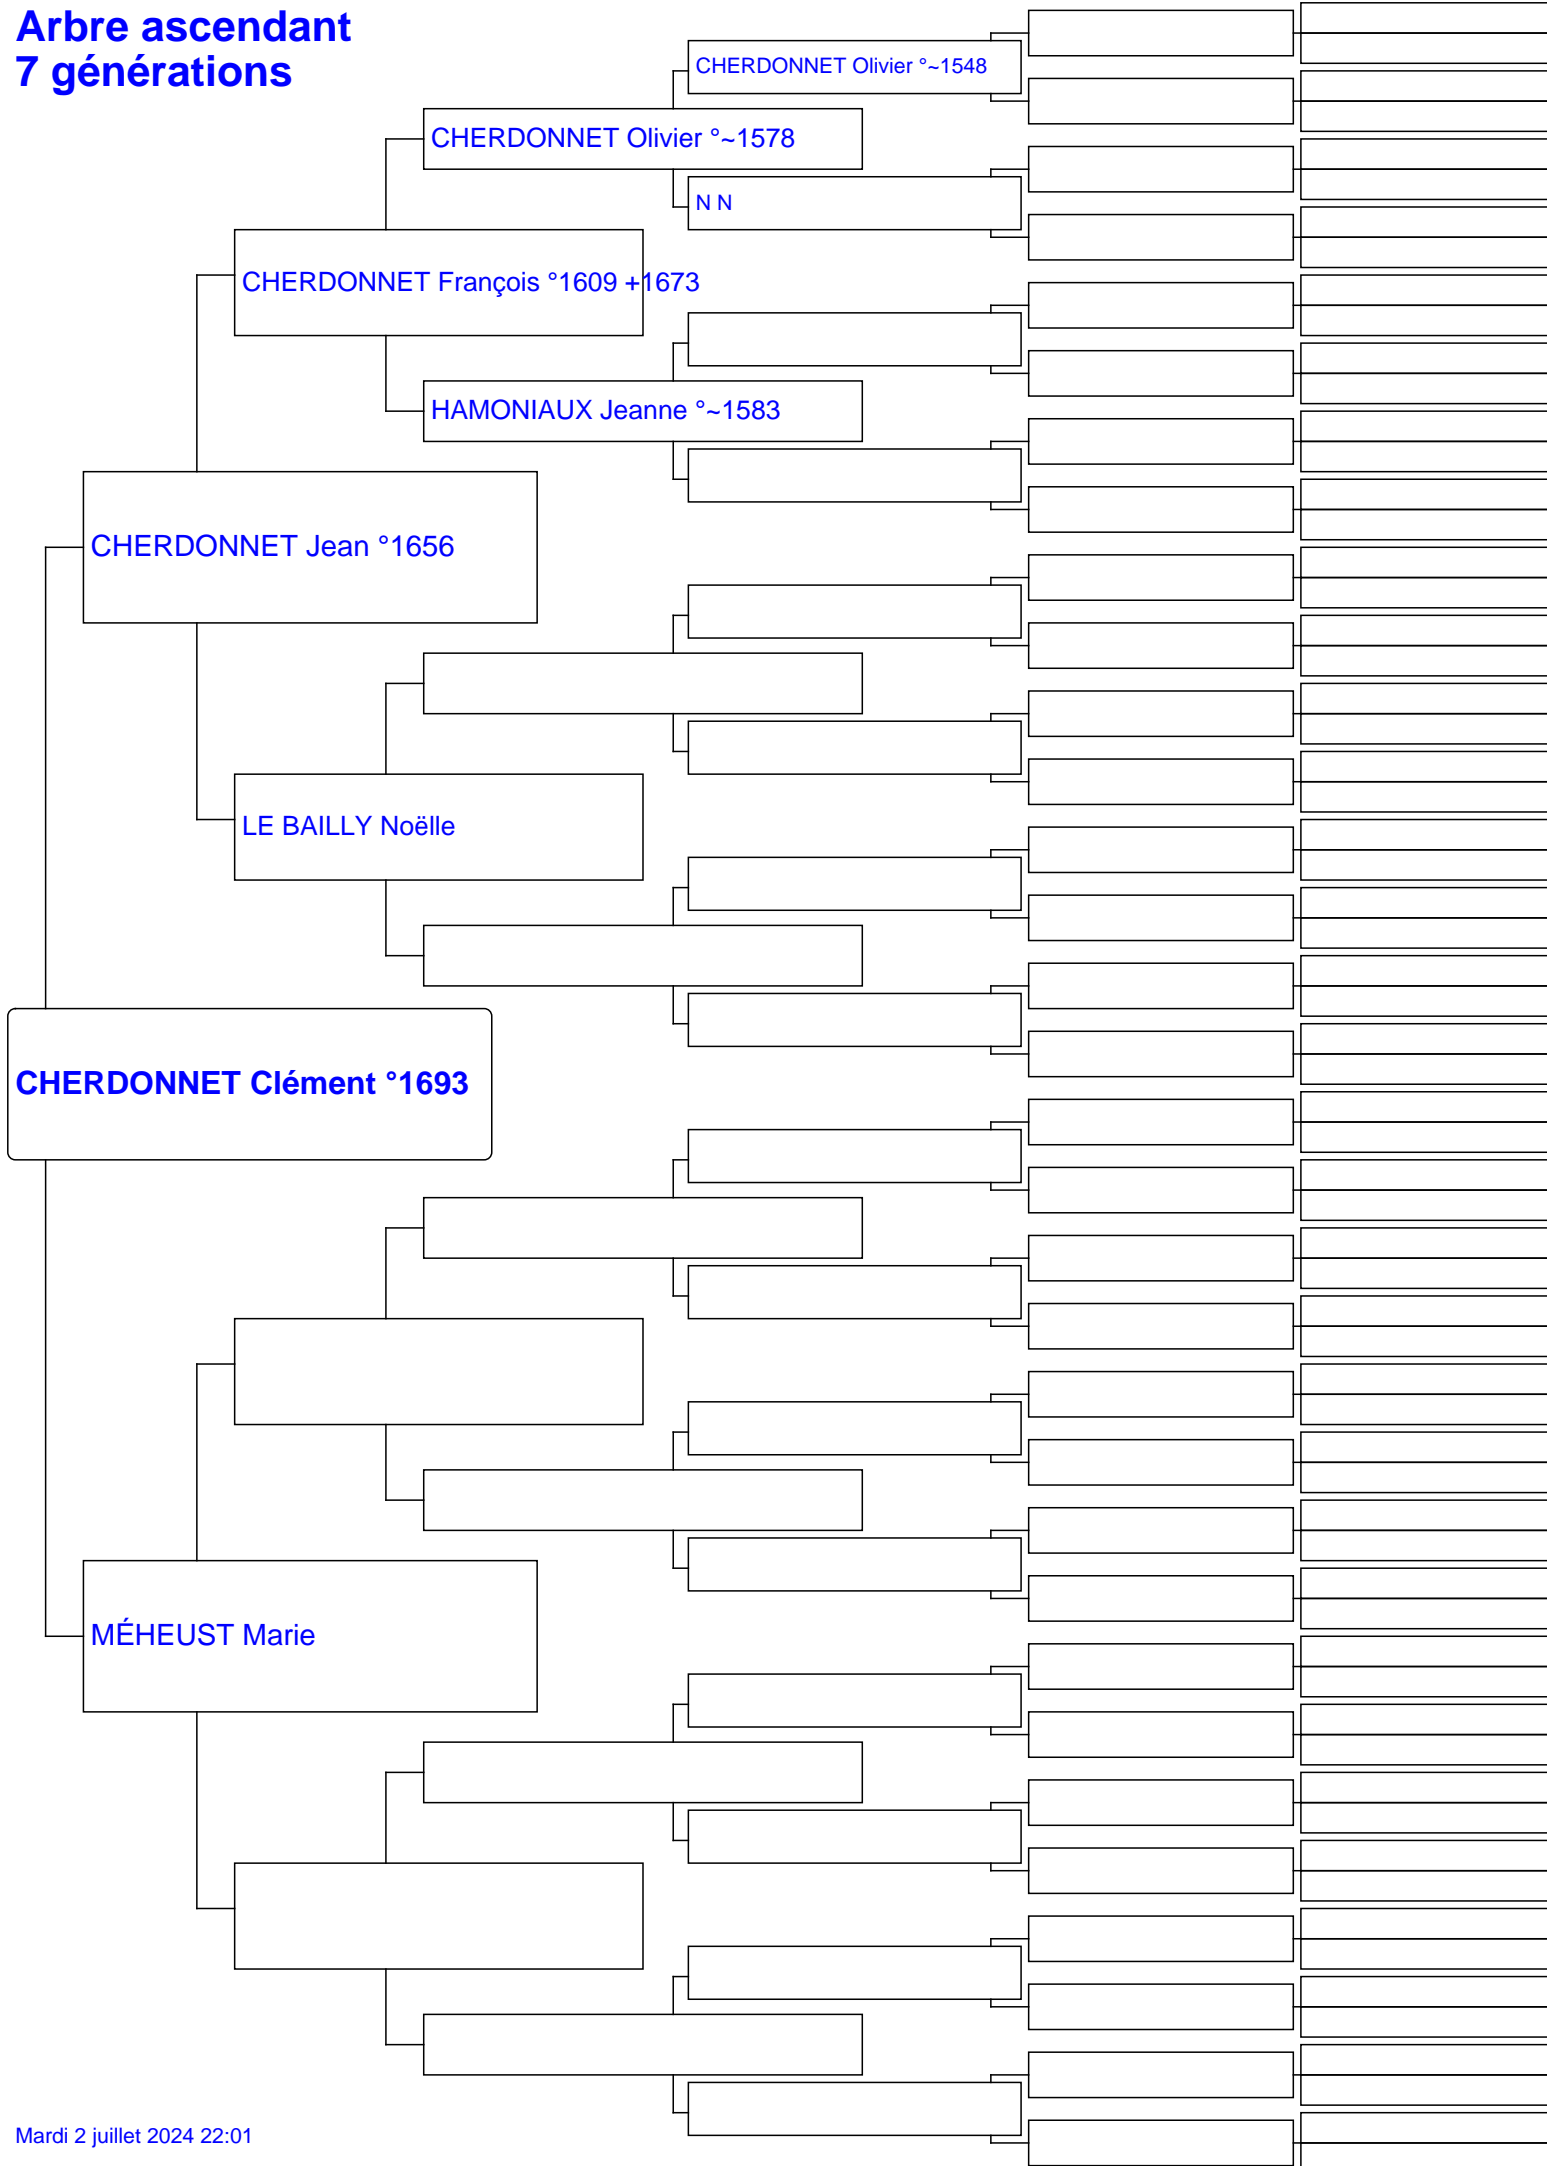 Arbre ascendant
7 générations
CHERDONNET Olivier °~1548
CHERDONNET Olivier °~1578
N N
CHERDONNET François °1609 +1673
HAMONIAUX Jeanne °~1583
CHERDONNET Jean °1656
LE BAILLY Noëlle
CHERDONNET Clément °1693
MÉHEUST Marie
Mardi 2 juillet 2024 22:01